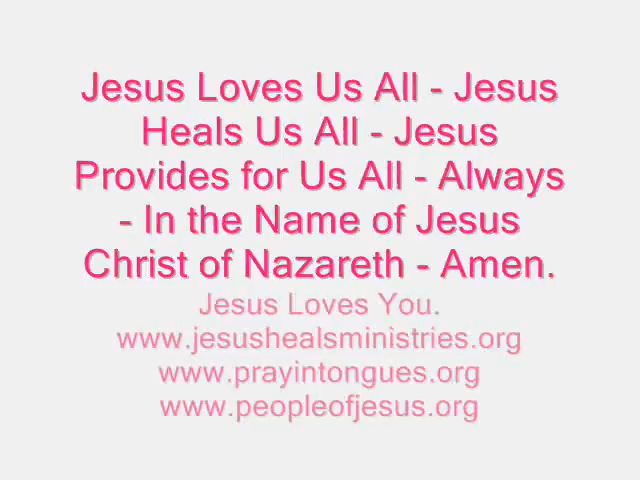 Jesus Loves Us All - Jesus
Heals Us All - Jesus
Provides for Us All - Always
- In the Name of Jesus
Christ of Nazareth - Amen.
Jesus Loves You.
www.jesushealsministries.org
www.prayintongues.org
www.peopleofjesus.org